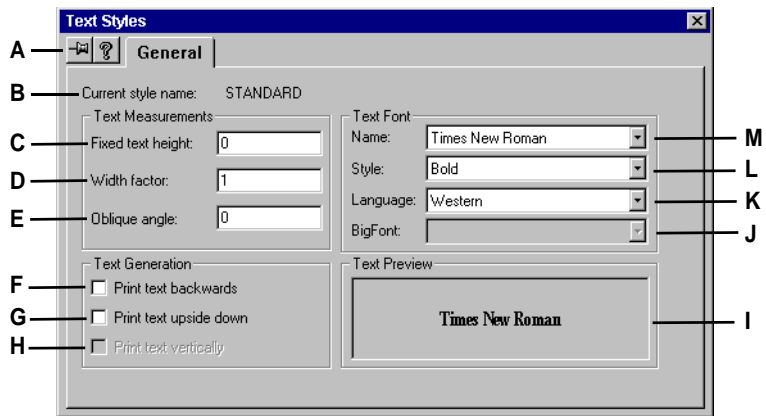 Text Styles
A
? General
B Current style name: STANDARD
Text Measurements
C Fixed text height: 0
D Width factor: 1
E Oblique angle: 0
Text Font
Name: Times New Roman M
Style: Bold L
Language: Western K
BigFont: J
Text Generation
F Print text backwards
G Print text upside down
H Print text vertically
Text Preview
Times New Roman I